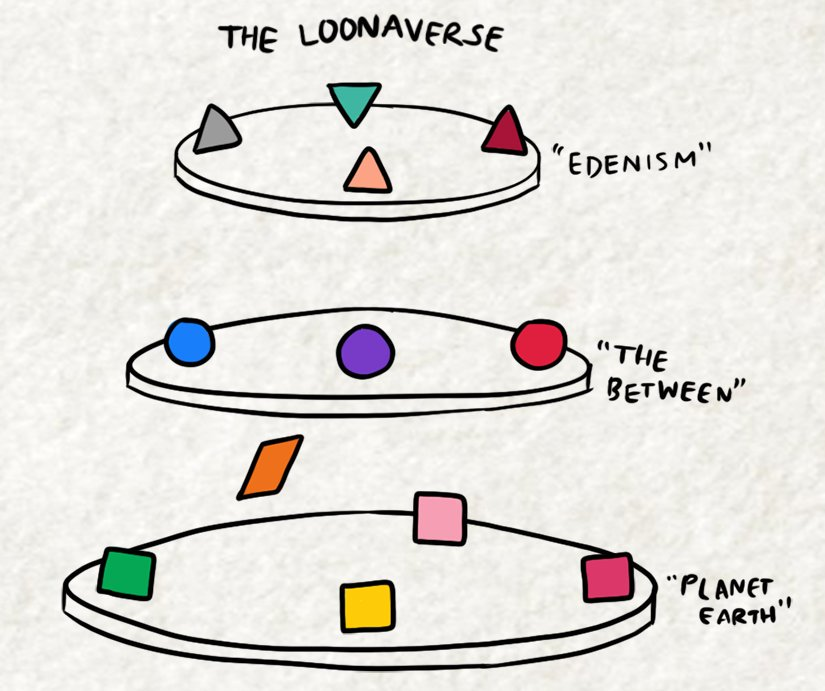 THE LOONAVERSE
"EDENISM"
"THE
BETWEEN"
"PLANET
EARTH"